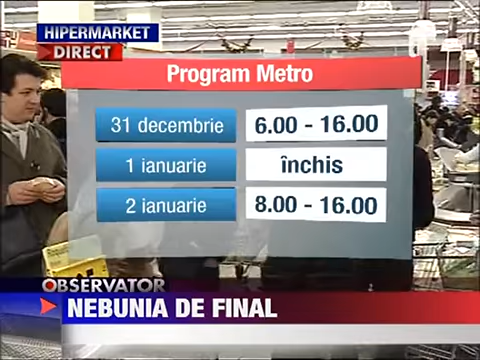 HIPERMARKET
DIRECT
Program Metro
31 decembrie 6.00 - 16.00
1 ianuarie închis
2 ianuarie 8.00 - 16.00
OBSERVATOR
NEBUNIA DE FINAL